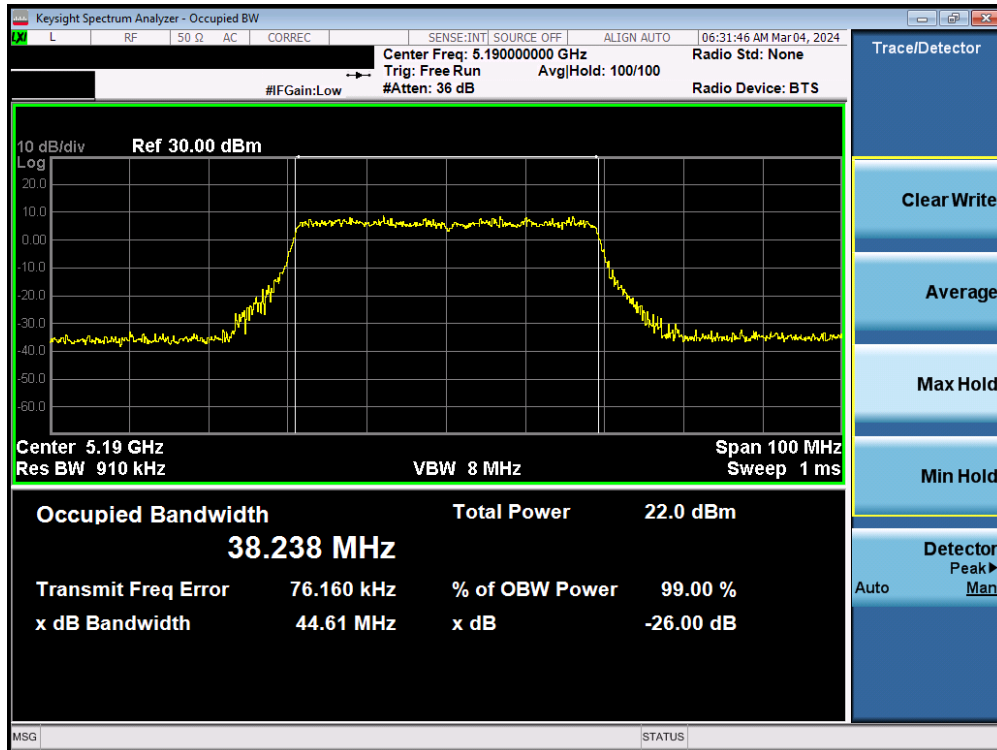 Keysight Spectrum Analyzer - Occupied BW
LXI L RF 50 Ω AC CORREC SENSE:INT SOURCE OFF ALIGN AUTO 06:31:46 AM Mar 04, 2024
Center Freq: 5.190000000 GHz Radio Std: None
Trig: Free Run Avg|Hold: 100/100
#IFGain:Low #Atten: 36 dB Radio Device: BTS
10 dB/div Ref 30.00 dBm
Log
20.0
10.0
0.00
-10.0
-20.0
-30.0
-40.0
-50.0
-60.0
Center 5.19 GHz Span 100 MHz
Res BW 910 kHz VBW 8 MHz Sweep 1 ms
Occupied Bandwidth Total Power 22.0 dBm
38.238 MHz
Transmit Freq Error 76.160 kHz % of OBW Power 99.00 %
x dB Bandwidth 44.61 MHz x dB -26.00 dB
MSG STATUS
Trace/Detector
Clear Write
Average
Max Hold
Min Hold
Detector
Peak
Auto Man